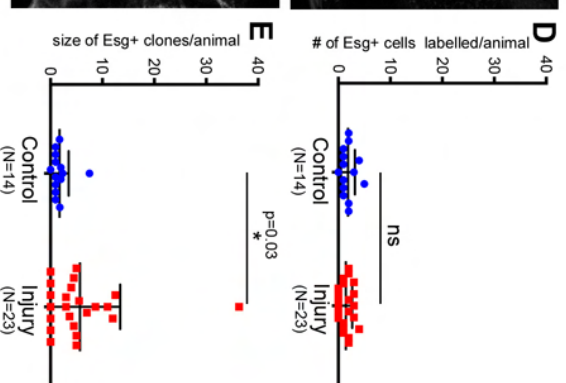 D
# of Esg+ cells labelled/animal
0 10 20 30 40
ns
Control
(N=14)
Injury
(N=23)
E
size of Esg+ clones/animal
0 10 20 30 40
p=0.03
*
Control
(N=14)
Injury
(N=23)